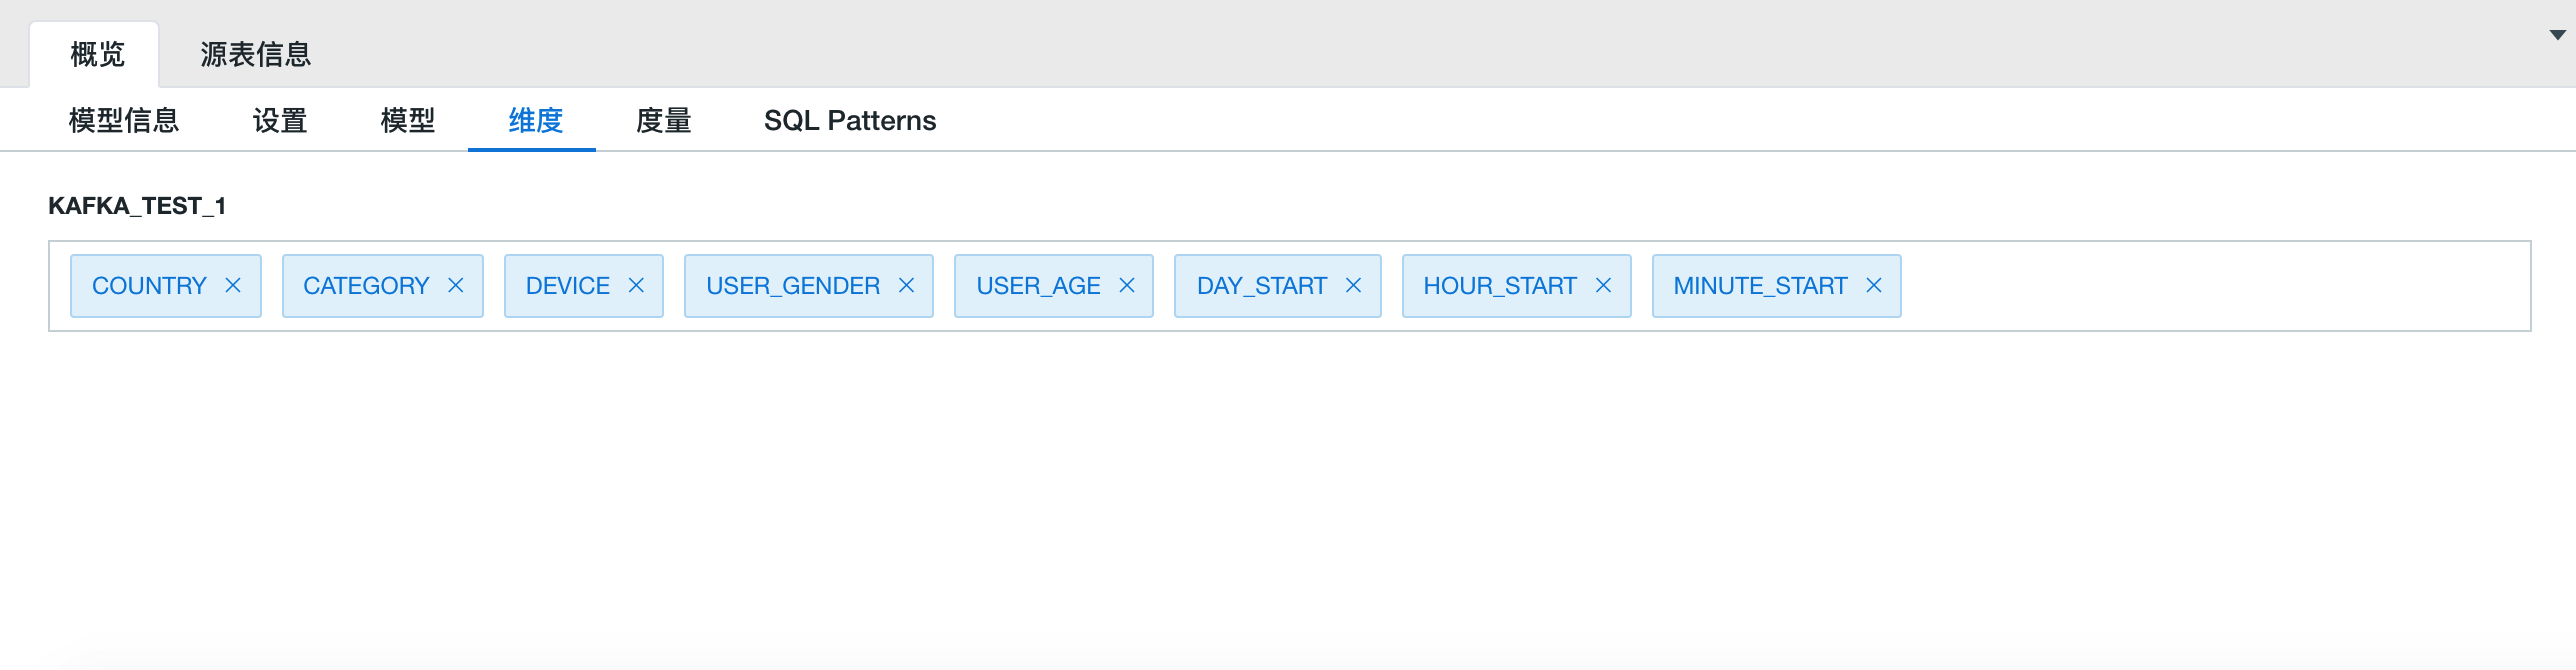 概览 源表信息
模型信息 设置 模型 维度 度量 SQL Patterns
KAFKA_TEST_1
COUNTRY CATEGORY DEVICE USER_GENDER USER_AGE DAY_START HOUR_START MINUTE_START